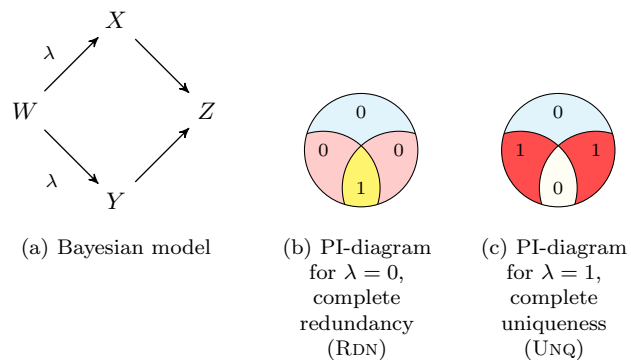 X
λ
W
Z
λ
Y
0
0
0
1
0
1
1
0
(a) Bayesian model
(b) PI-diagram
for λ = 0,
complete
redundancy
(RDN)
(c) PI-diagram
for λ = 1,
complete
uniqueness
(UNQ)